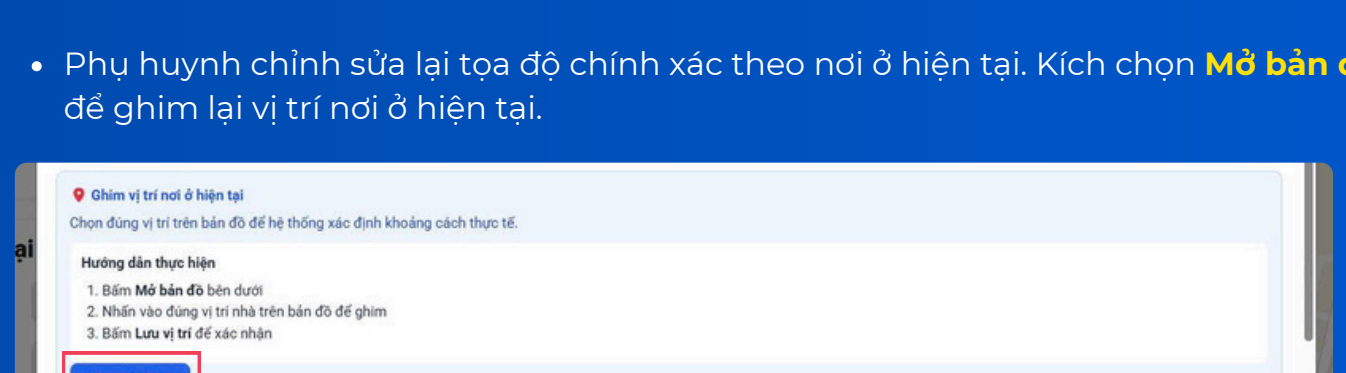 • Phụ huynh chỉnh sửa lại tọa độ chính xác theo nơi ở hiện tại. Kích chọn Mở bản
để ghim lại vị trí nơi ở hiện tại.
Ghim vị trí nơi ở hiện tại
Chọn đúng vị trí trên bản đồ để hệ thống xác định khoảng cách thực tế.
ại
Hướng dẫn thực hiện
1. Bấm Mở bản đồ bên dưới
2. Nhấn vào đúng vị trí nhà trên bản đồ để ghim
3. Bấm Lưu vị trí để xác nhận